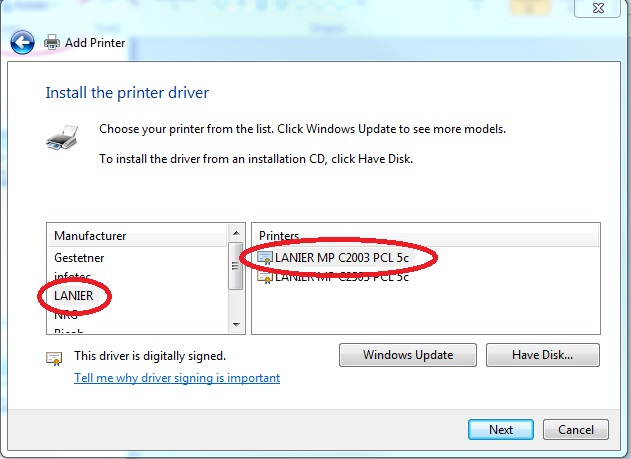 Add Printer
Install the printer driver
Choose your printer from the list. Click Windows Update to see more models.
To install the driver from an installation CD, click Have Disk.
Manufacturer
Gestetner
infotec
LANIER
NRG
Ricoh
Printers
LANIER MP C2003 PCL 5c
LANIER MP C2503 PCL 5c
This driver is digitally signed.
Tell me why driver signing is important
Windows Update
Have Disk...
Next
Cancel